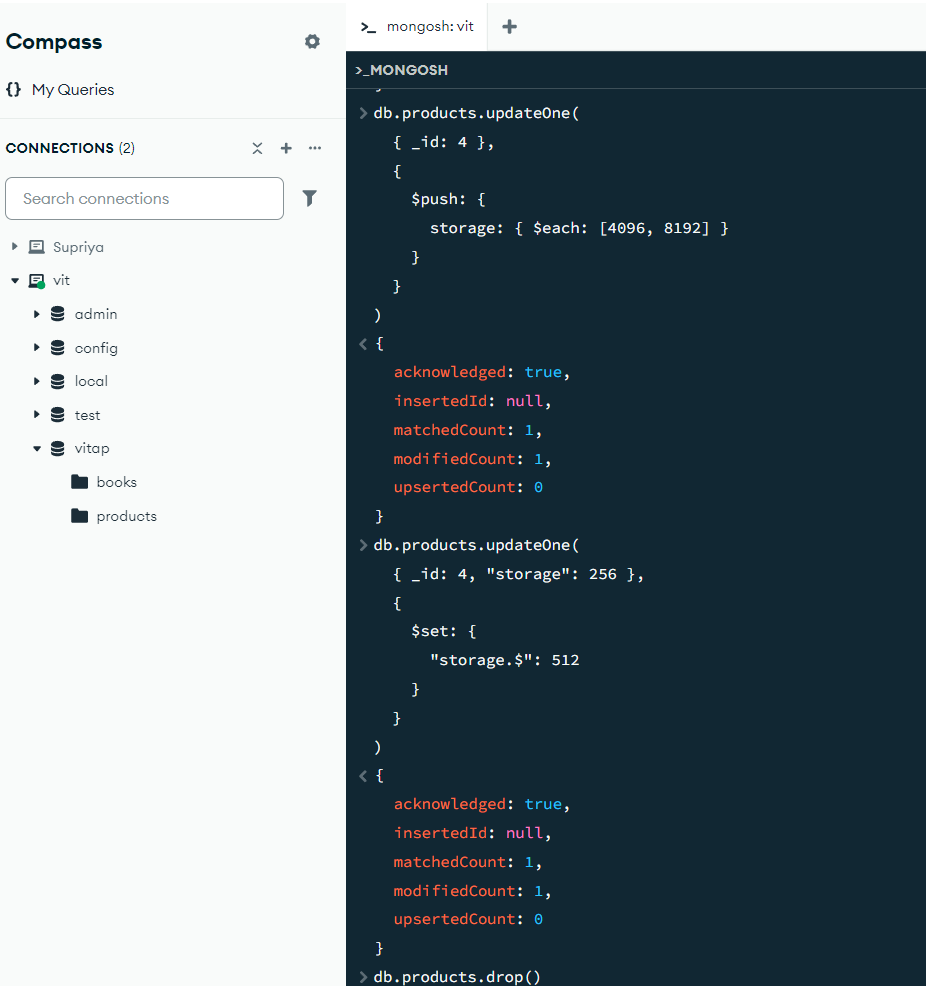 Compass
{} My Queries
CONNECTIONS (2)
Search connections
Supriya
vit
admin
config
local
test
vitap
books
products
>_ mongosh: vit
>_MONGOSH
db.products.updateOne(
{ _id: 4 },
{
$push: {
storage: { $each: [4096, 8192] }
}
}
)
{
acknowledged: true,
insertedId: null,
matchedCount: 1,
modifiedCount: 1,
upsertedCount: 0
}
db.products.updateOne(
{ _id: 4, "storage": 256 },
{
$set: {
"storage.$": 512
}
}
)
{
acknowledged: true,
insertedId: null,
matchedCount: 1,
modifiedCount: 1,
upsertedCount: 0
}
db.products.drop()